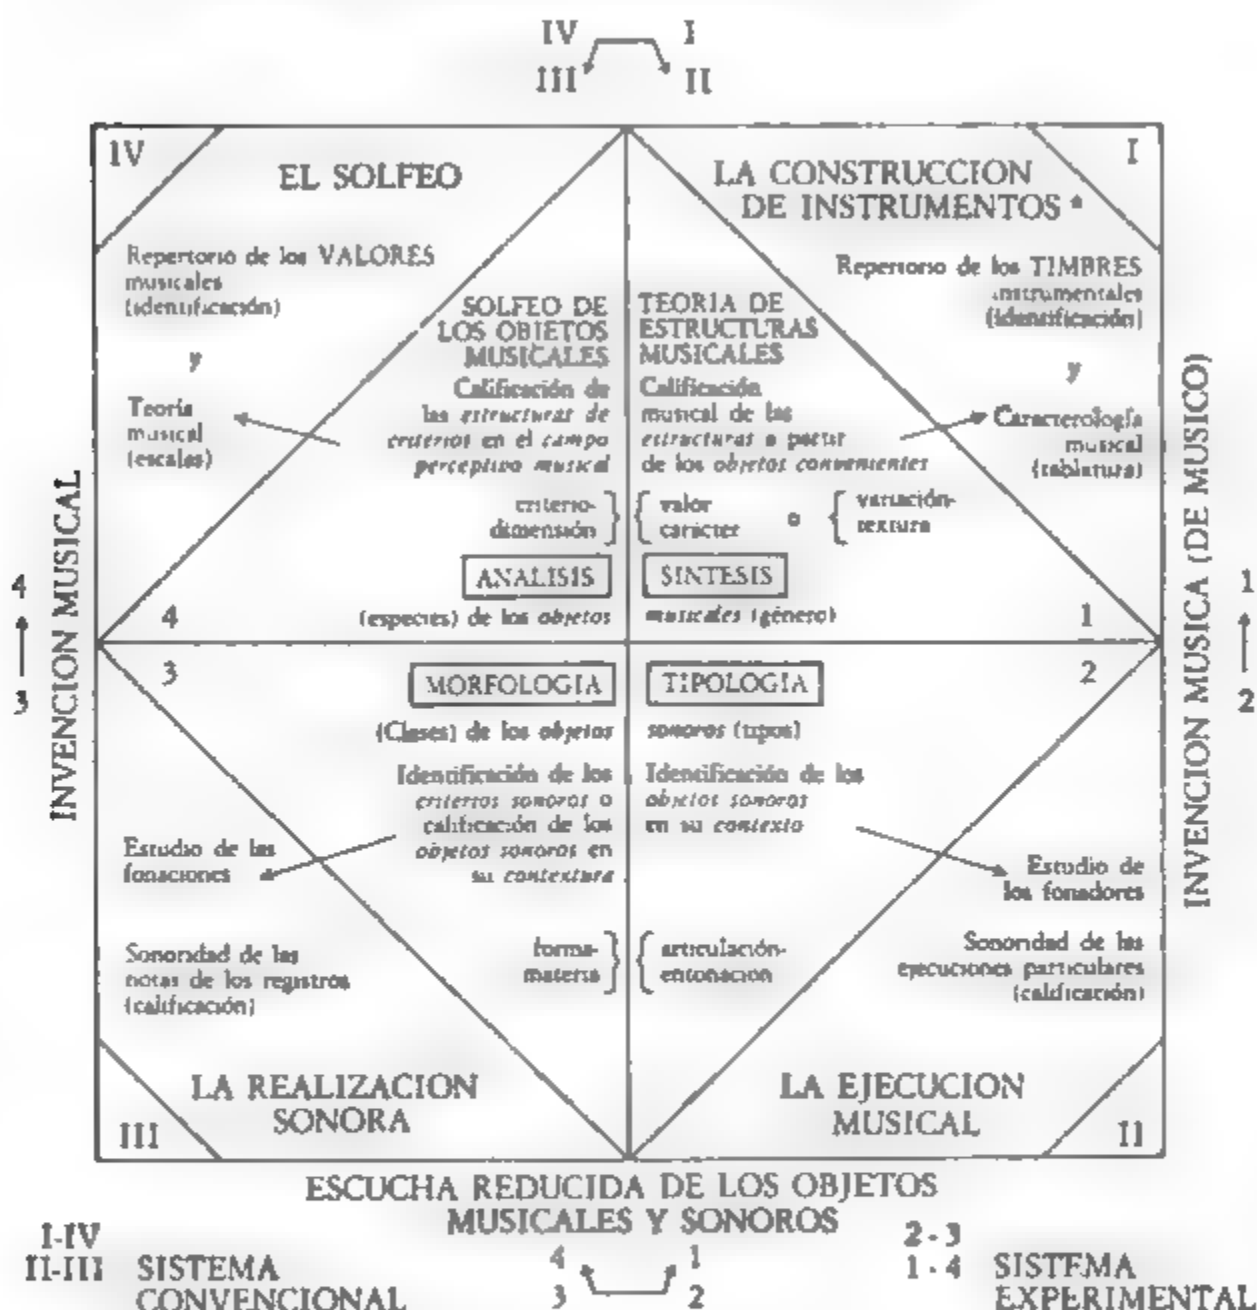 IV I
III II
IV
EL SOLFEO
Repertorio de los VALORES
musicales
(identificación)
y
Teoría
musical
(escalas)
SOLFEO DE
LOS OBJETOS
MUSICALES
Calificación de
las estructuras de
criterios en el campo
perceptivo musical
criterio-
dimensión
ANALISIS
(especies) de los objetos
4
I
LA CONSTRUCCION
DE INSTRUMENTOS *
Repertorio de los TIMBRES
instrumentales
(identificación)
y
Caracterología
musical
(tablatura)
TEORIA DE
ESTRUCTURAS
MUSICALES
Calificación
musical de las
estructuras a partir
de los objetos convenientes
valor
carácter
o
variación-
textura
SINTESIS
musicales (género)
1
INVENCION MUSICAL
4
3
INVENCION MUSICA (DE MUSICO)
1
2
3
MORFOLOGIA
(Clases) de los objetos
Identificación de los
criterios sonoros o
calificación de los
objetos sonoros en
su contextura
Estudio de las
fonaciones
forma-
materia
Sonoridad de las
notas de los registros
(calificación)
LA REALIZACION
SONORA
III
2
TIPOLOGIA
sonoros (tipos)
Identificación de los
objetos sonoros
en su contexto
Estudio de
los fonadores
articulación-
entonación
Sonoridad de las
ejecuciones particulares
(calificación)
LA EJECUCION
MUSICAL
II
ESCUCHA REDUCIDA DE LOS OBJETOS
MUSICALES Y SONOROS
I-IV
II-III SISTEMA
CONVENCIONAL
4 1
3 2
2-3
1-4 SISTEMA
EXPERIMENTAL